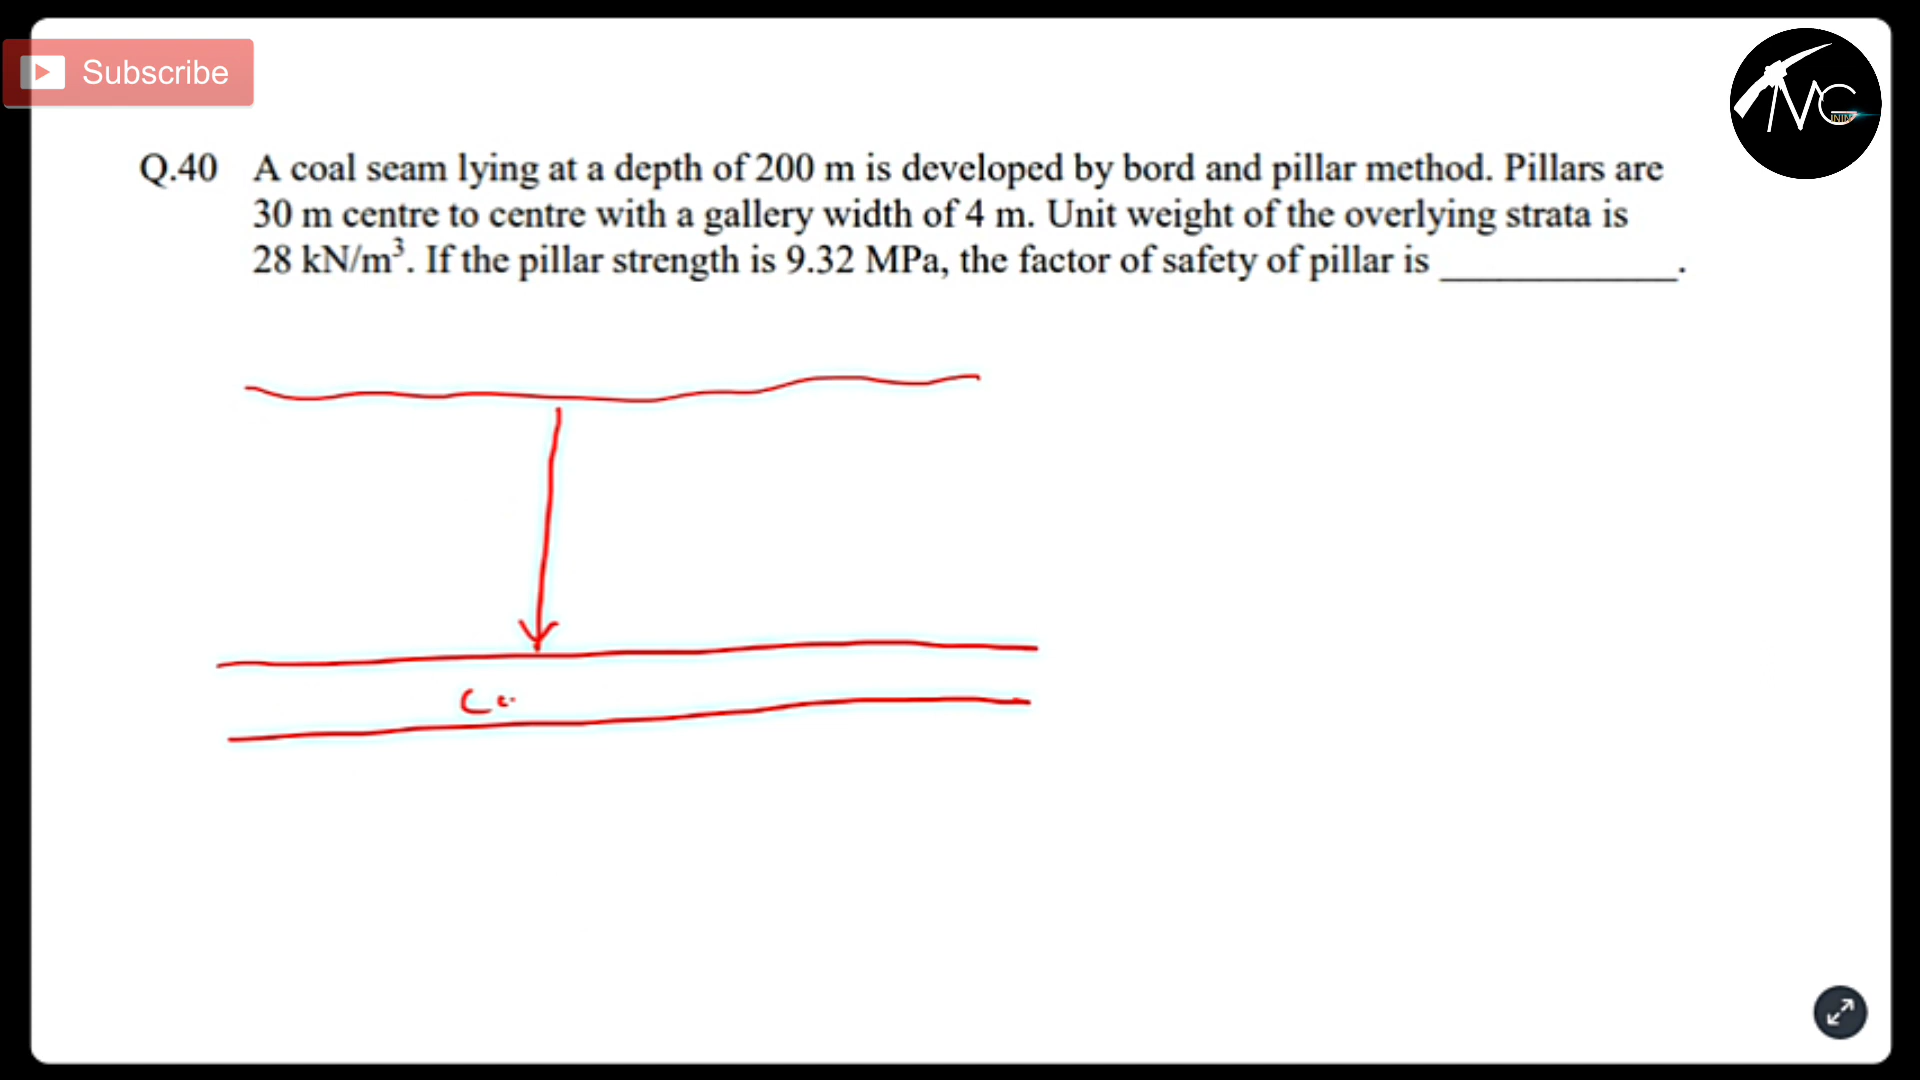 Subscribe
Q.40 A coal seam lying at a depth of 200 m is developed by bord and pillar method. Pillars are
30 m centre to centre with a gallery width of 4 m. Unit weight of the overlying strata is
28 kN/m³. If the pillar strength is 9.32 MPa, the factor of safety of pillar is ____________.